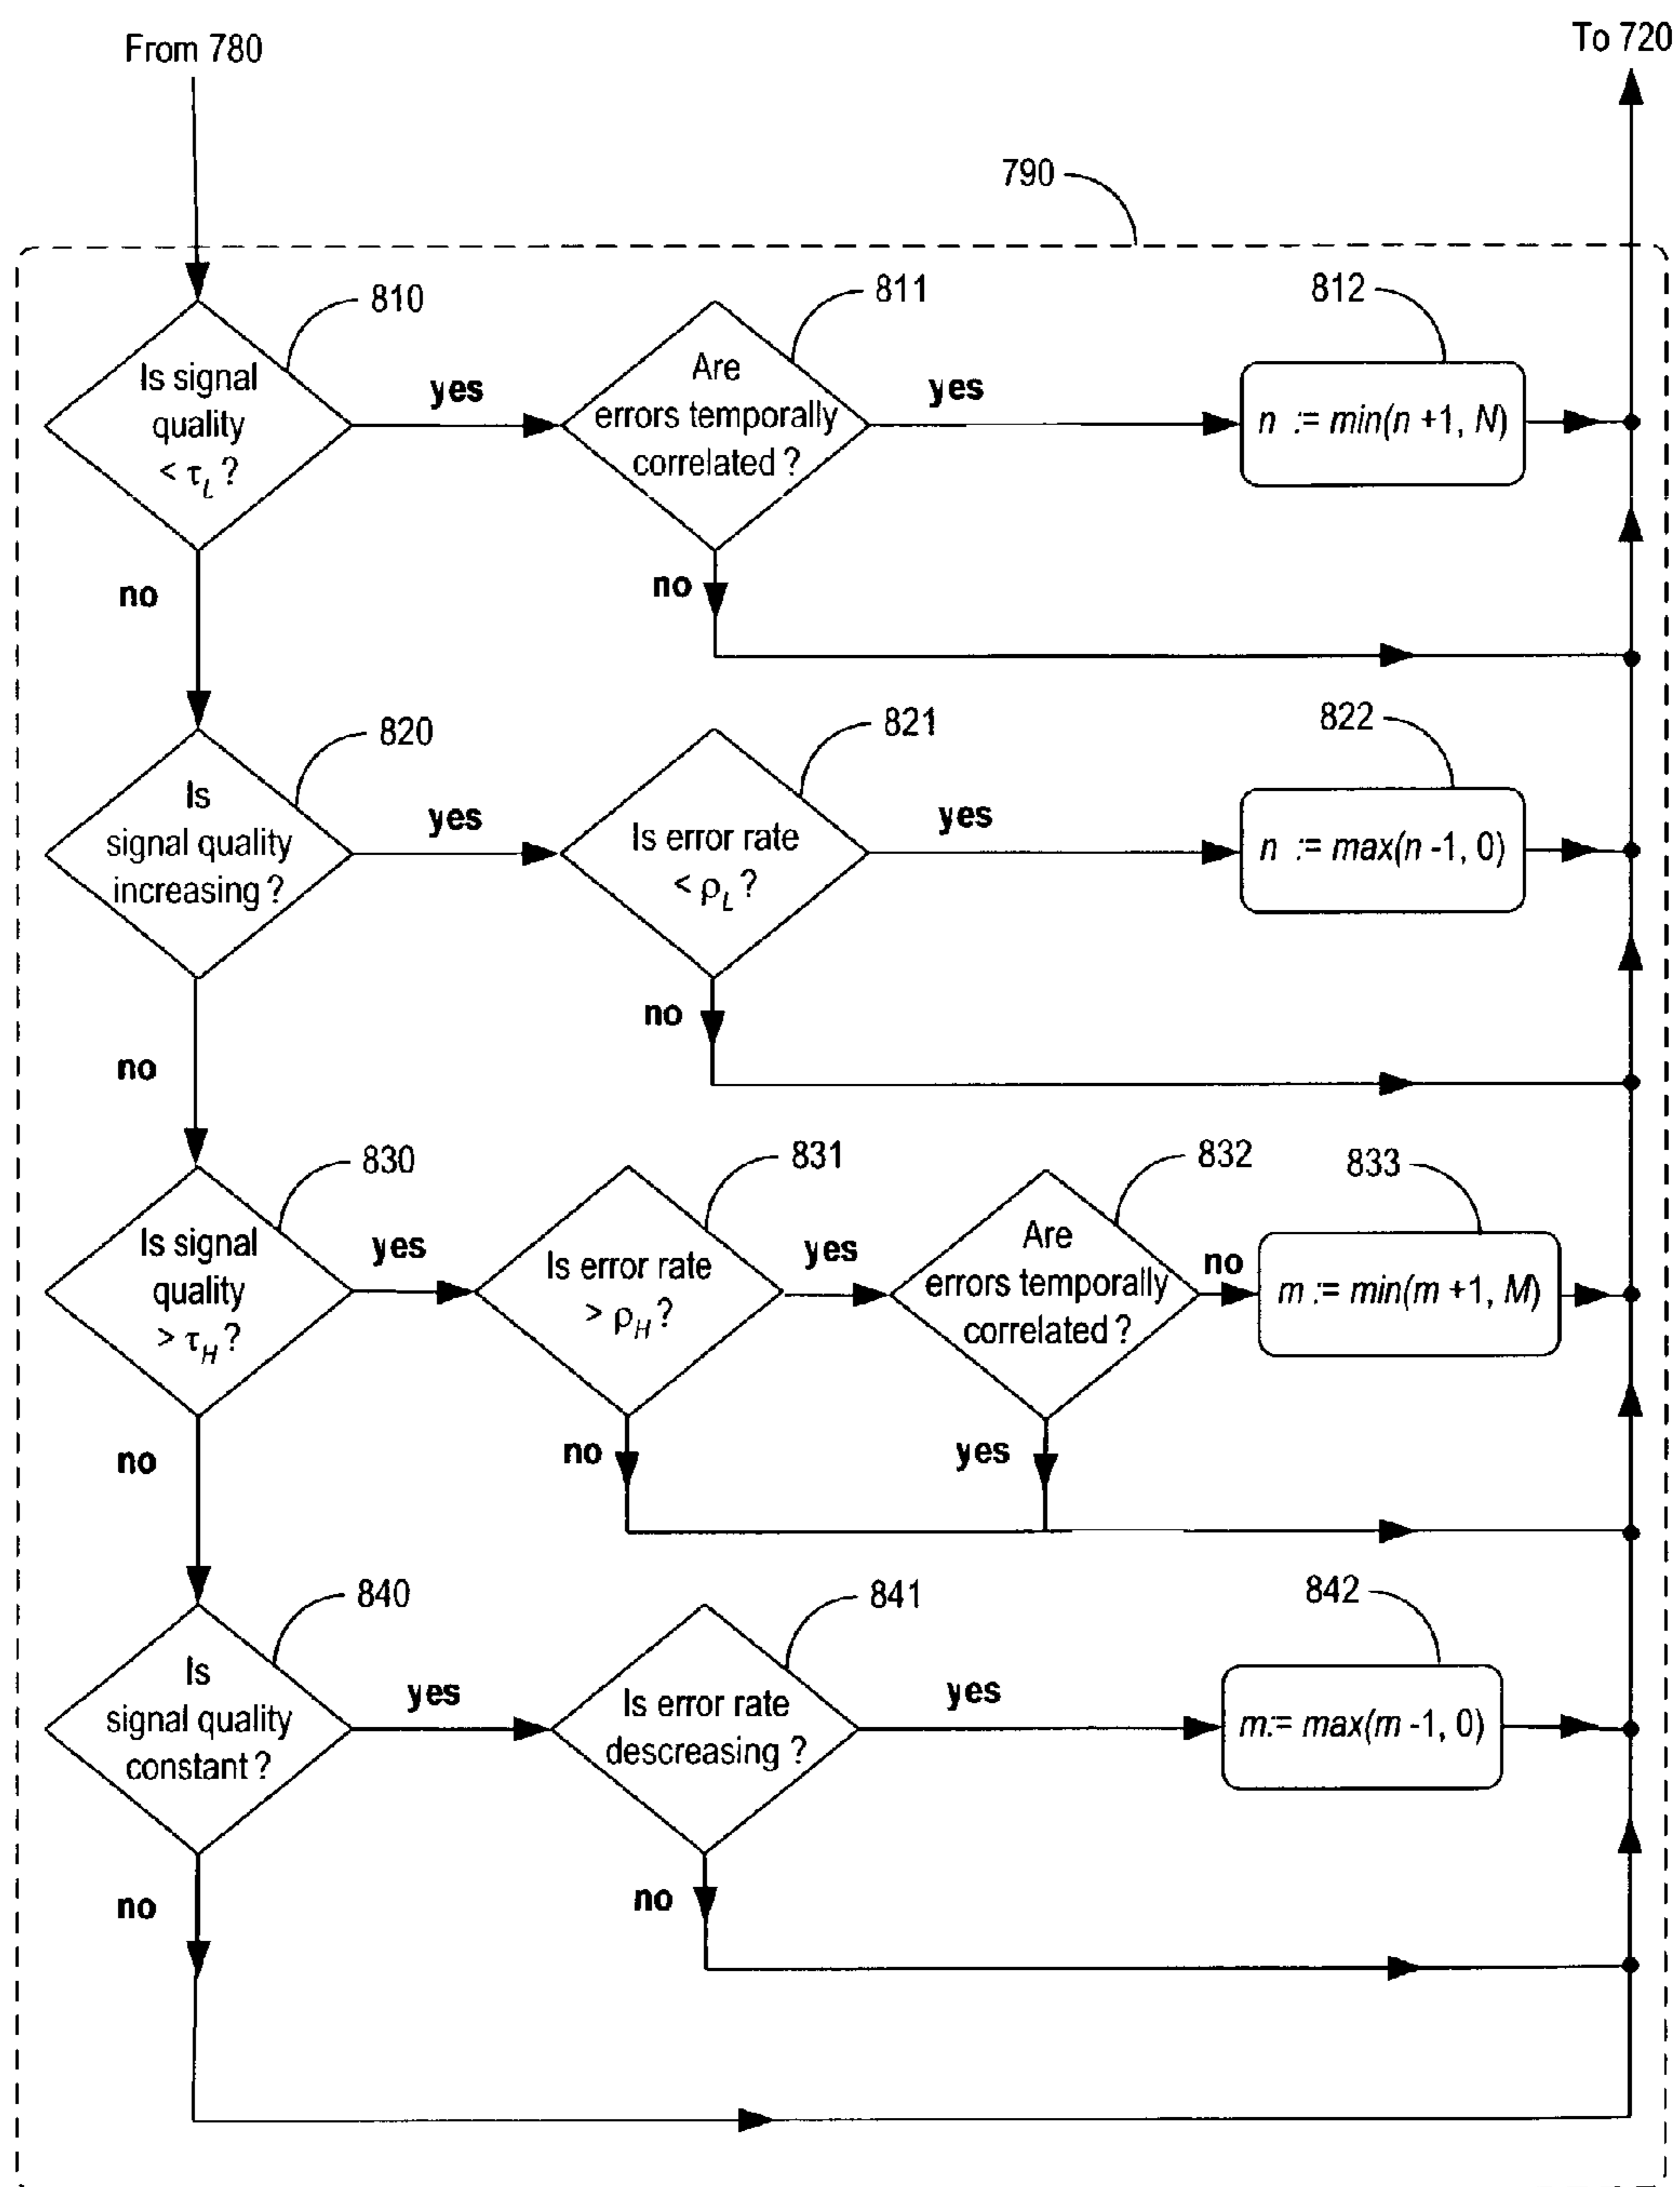 From 780
To 720
790
810
811
812
Is signal
quality
< τL ?
yes
Are
errors temporally
correlated ?
yes
n := min(n +1, N)
no
no
820
821
822
Is
signal quality
increasing ?
yes
Is error rate
< ρL ?
yes
n := max(n -1, 0)
no
no
830
831
832
833
Is signal
quality
> τH ?
yes
Is error rate
> ρH ?
yes
Are
errors temporally
correlated ?
no
m := min(m +1, M)
no
no
yes
840
841
842
Is
signal quality
constant ?
yes
Is error rate
descreasing ?
yes
m:= max(m -1, 0)
no
no